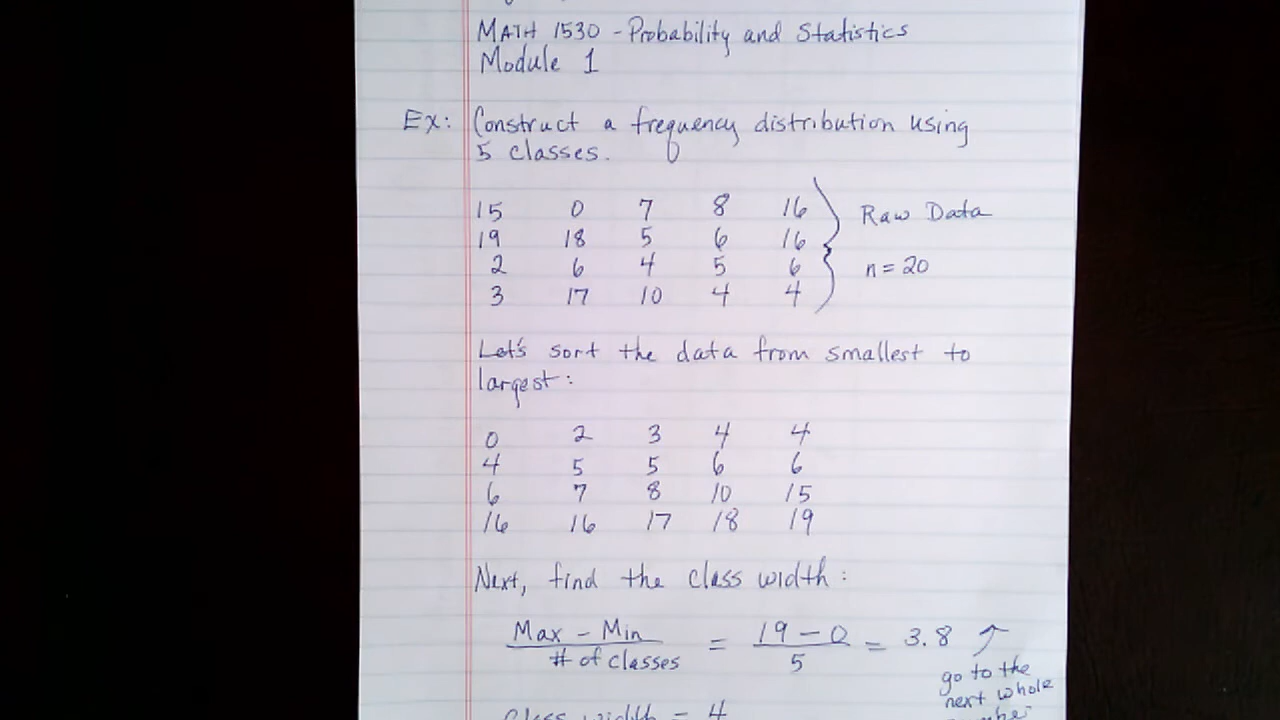 MATH 1530 - Probability and Statistics
Module 1
Ex: Construct a frequency distribution using
5 classes.
15 0 7 8 16
19 18 5 6 16
2 6 4 5 6
3 17 10 4 4
Raw Data
n = 20
Let's sort the data from smallest to
largest:
0 2 3 4 4
4 5 5 6 6
6 7 8 10 15
16 16 17 18 19
Next, find the class width:
Max - Min / # of classes = 19 - 0 / 5 = 3.8 ↑
go to the
next whole
number
Class width = 4